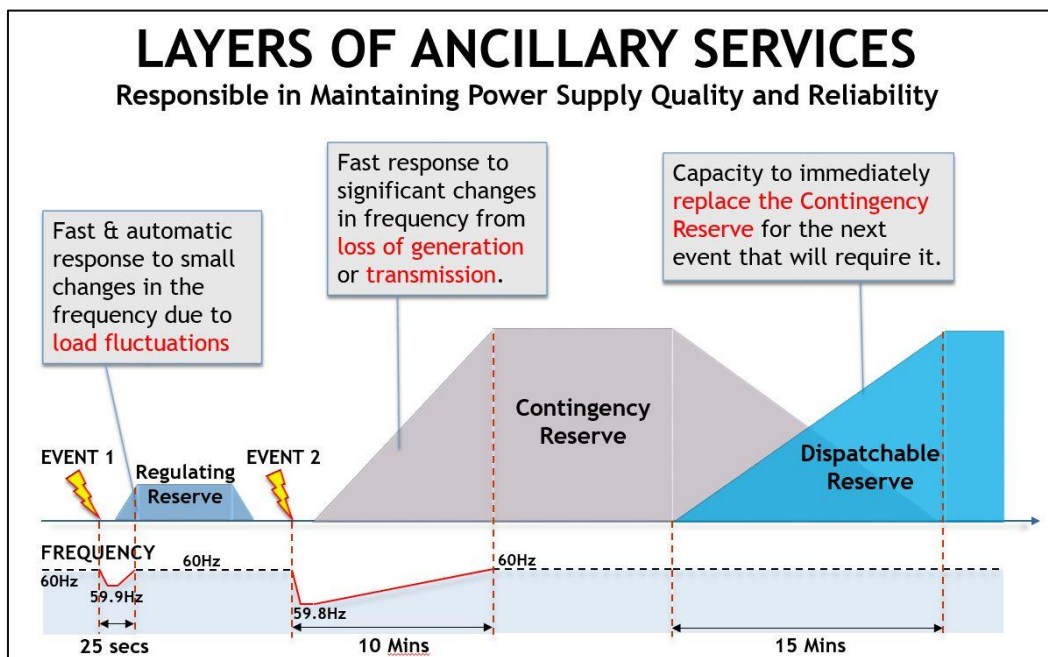 LAYERS OF ANCILLARY SERVICES
Responsible in Maintaining Power Supply Quality and Reliability
Fast & automatic
response to small
changes in the
frequency due to
load fluctuations
Fast response to
significant changes
in frequency from
loss of generation
or transmission.
Capacity to immediately
replace the Contingency
Reserve for the next
event that will require it.
EVENT 1
Regulating
Reserve
EVENT 2
Contingency
Reserve
Dispatchable
Reserve
FREQUENCY
60Hz
59.9Hz
60Hz
59.8Hz
60Hz
25 secs
10 Mins
15 Mins